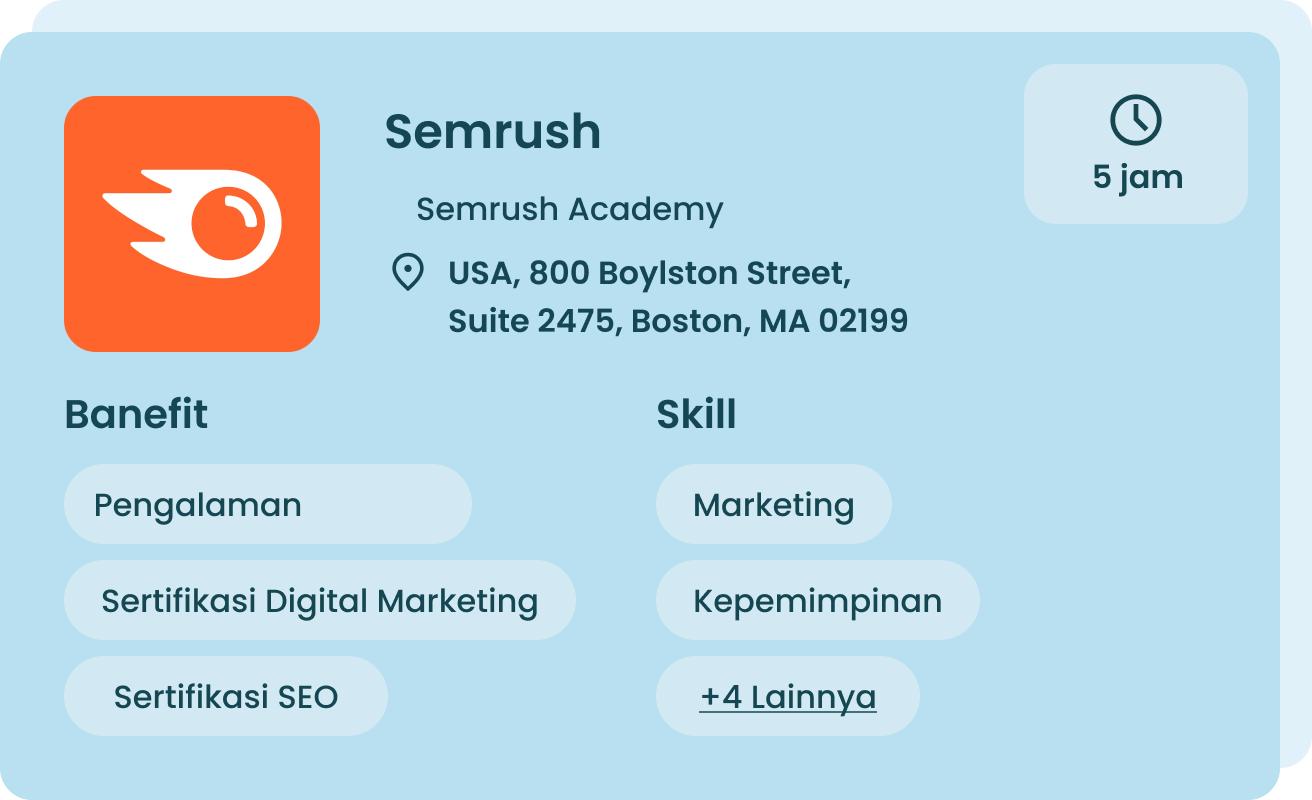 Semrush
5 jam
Semrush Academy
USA, 800 Boylston Street,
Suite 2475, Boston, MA 02199
Banefit
Pengalaman
Sertifikasi Digital Marketing
Sertifikasi SEO
Skill
Marketing
Kepemimpinan
+4 Lainnya